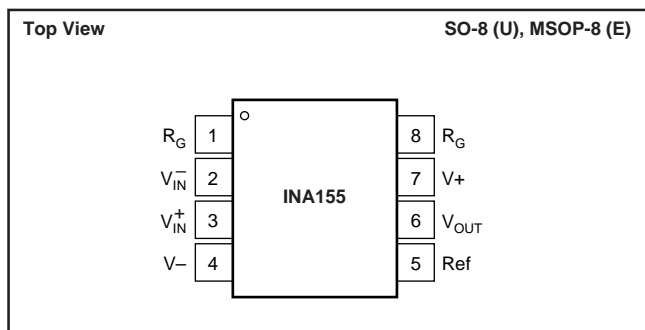 Top View SO-8 (U), MSOP-8 (E)
R_G 1 8 R_G
V_IN^– 2 7 V+
INA155
V_IN^+ 3 6 V_OUT
V– 4 5 Ref